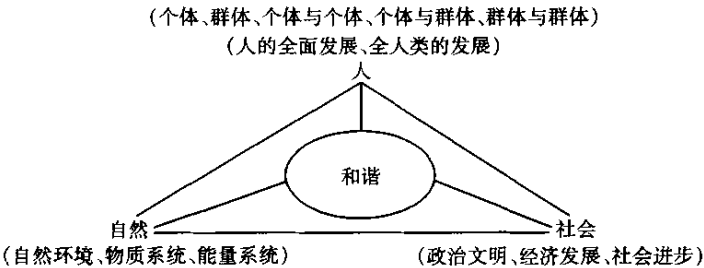 (个体、群体、个体与个体、个体与群体、群体与群体)
(人的全面发展、全人类的发展)
人
和谐
自然
社会
(自然环境、物质系统、能量系统)
(政治文明、经济发展、社会进步)